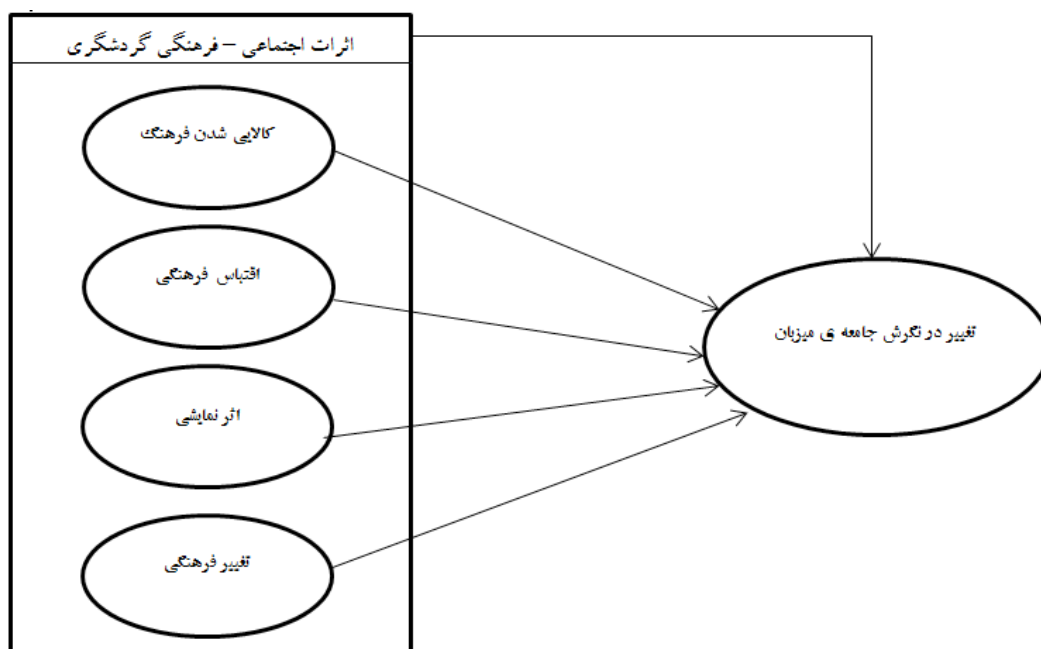 اثرات اجتماعی – فرهنگی گردشگری
کالایی شدن فرهنگ
اقتباس فرهنگی
اثر نمایشی
تغییر فرهنگی
تغییر در نگرش جامعه ی میزبان